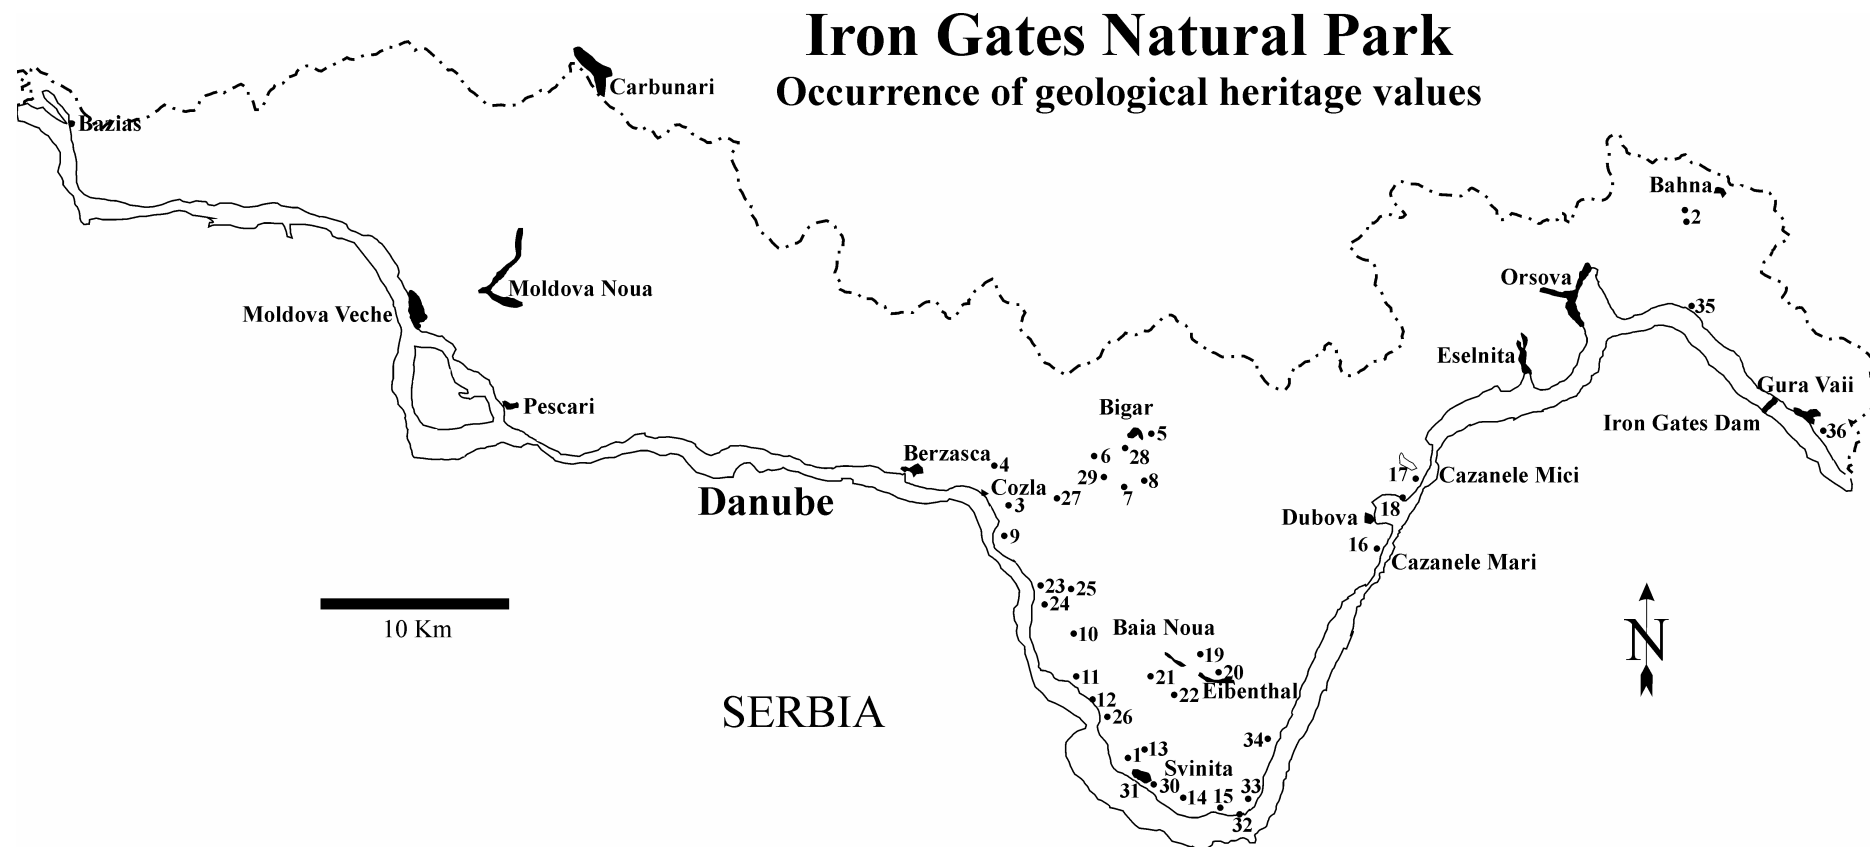 Iron Gates Natural Park
Occurrence of geological heritage values
Carbunari
Bazias
Bahna
2
Orsova
Moldova Noua
Moldova Veche
35
Eselnita
Gura Vaii
Pescari
Bigar
Iron Gates Dam
36
5
Berzasca
4
6
28
Cazanele Mici
17
29
8
Cozla
27
7
Danube
3
18
Dubova
9
16
Cazanele Mari
23
25
24
10 Km
Baia Noua
10
N
19
20
11
21
Eibenthal
22
12
SERBIA
26
34
13
1
Svinita
30
33
31
14
15
32